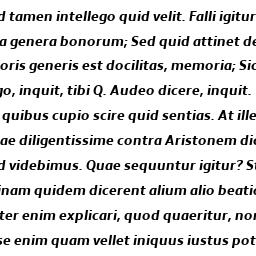 d tamen intellego quid velit. Falli igitur
a genera bonorum; Sed quid attinet de
oris generis est docilitas, memoria; Sic
go, inquit, tibi Q. Audeo dicere, inquit.
quibus cupio scire quid sentias. At ille
ae diligentissime contra Aristonem dic
d videbimus. Quae sequuntur igitur? St
inam quidem dicerent alium alio beatio
ter enim explicari, quod quaeritur, non
se enim quam vellet iniquus iustus pot